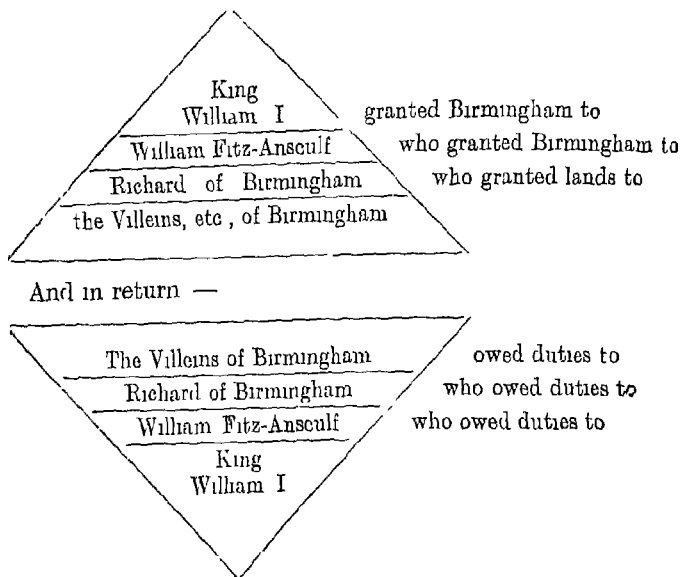 King
William I granted Birmingham to
William Fitz-Ansculf who granted Birmingham to
Richard of Birmingham who granted lands to
the Villeins, etc, of Birmingham
And in return —
The Villeins of Birmingham owed duties to
Richard of Birmingham who owed duties to
William Fitz-Ansculf who owed duties to
King
William I